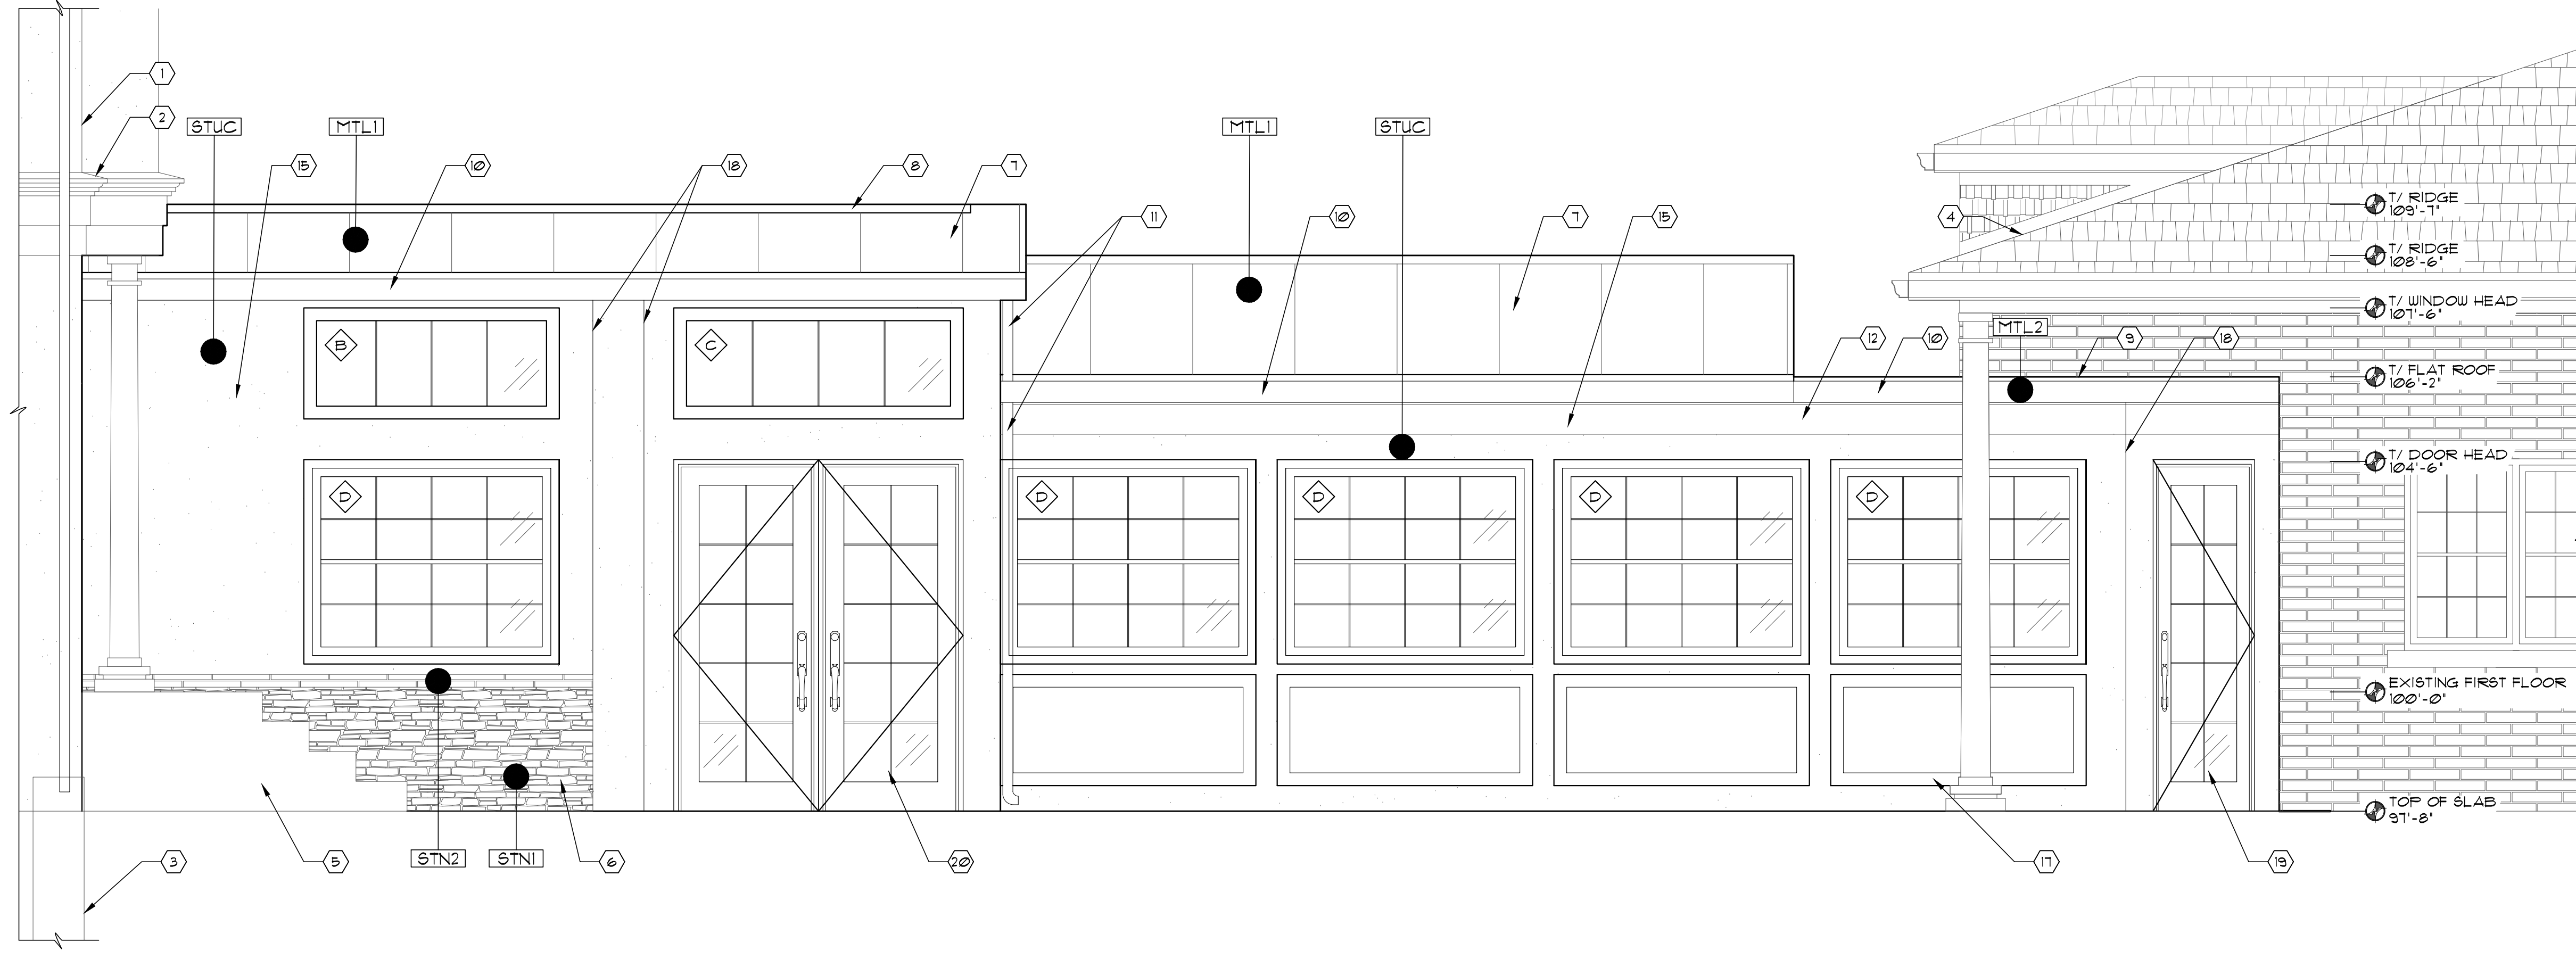 1
2
STUC
MTL1
MTL1
STUC
15
10
18
8
7
11
10
7
15
4
T/ RIDGE
109'-7"
T/ RIDGE
108'-6"
T/ WINDOW HEAD
107'-6"
MTL2
12
10
9
18
B
C
T/ FLAT ROOF
106'-2"
T/ DOOR HEAD
104'-6"
D
D
D
D
D
EXISTING FIRST FLOOR
100'-0"
TOP OF SLAB
97'-8"
3
5
STN2
STN1
6
20
17
19